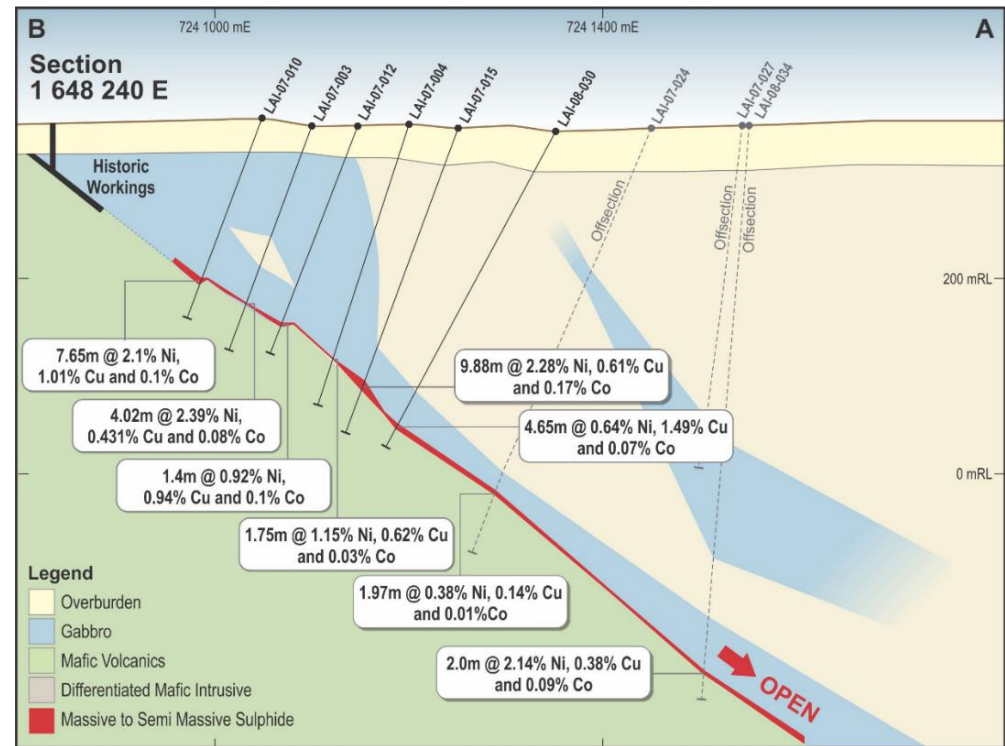 B
724 1000 mE
724 1400 mE
A
Section
1 648 240 E
LAI-07-010
LAI-07-003
LAI-07-012
LAI-07-004
LAI-07-015
LAI-08-030
LAI-07-024
LAI-07-027
LAI-08-034
Historic
Workings
Offsection
Offsection
Offsection
200 mRL
7.65m @ 2.1% Ni,
1.01% Cu and 0.1% Co
9.88m @ 2.28% Ni, 0.61% Cu
and 0.17% Co
4.02m @ 2.39% Ni,
0.431% Cu and 0.08% Co
4.65m @ 0.64% Ni, 1.49% Cu
and 0.07% Co
1.4m @ 0.92% Ni,
0.94% Cu and 0.1% Co
0 mRL
1.75m @ 1.15% Ni, 0.62% Cu
and 0.03% Co
1.97m @ 0.38% Ni, 0.14% Cu
and 0.01%Co
2.0m @ 2.14% Ni, 0.38% Cu
and 0.09% Co
OPEN
Legend
Overburden
Gabbro
Mafic Volcanics
Differentiated Mafic Intrusive
Massive to Semi Massive Sulphide